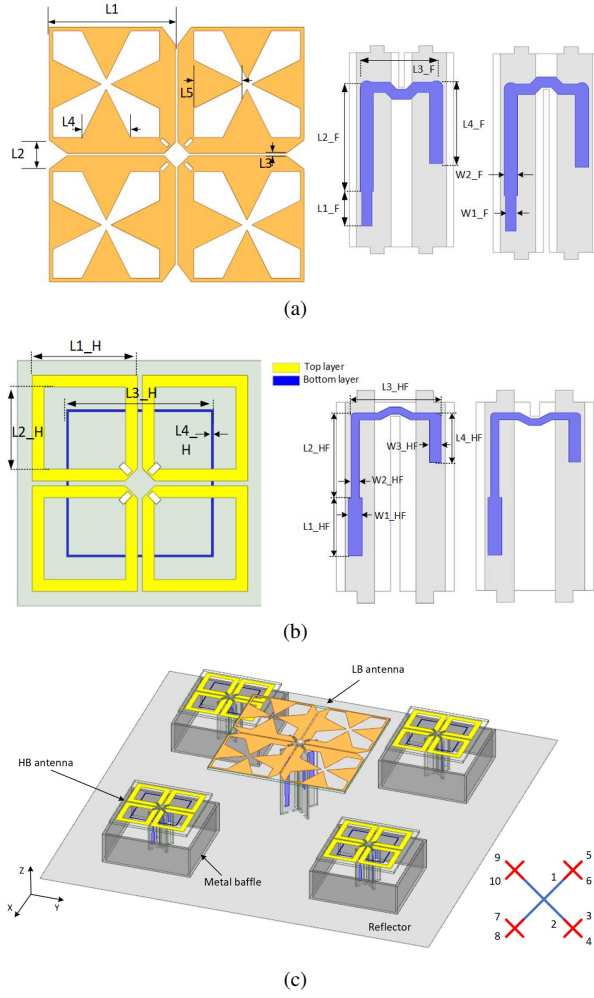 L1
L5
L4
L2
L3
L3_F
L2_F
L4_F
L1_F
W2_F
W1_F
(a)
L1_H
L3_H
L2_H
L4_
H
Top layer
Bottom layer
L3_HF
L2_HF
W3_HF
L4_HF
W2_HF
L1_HF
W1_HF
(b)
LB antenna
HB antenna
Metal baffle
Reflector
Z
X
Y
9
10
1
5
6
7
8
2
3
4
(c)